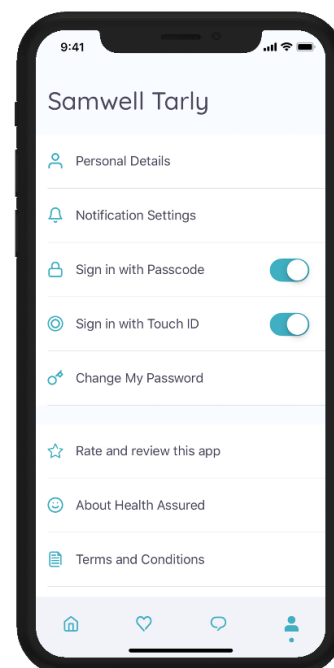 9:41
Samwell Tarly
Personal Details
Notification Settings
Sign in with Passcode
Sign in with Touch ID
Change My Password
Rate and review this app
About Health Assured
Terms and Conditions